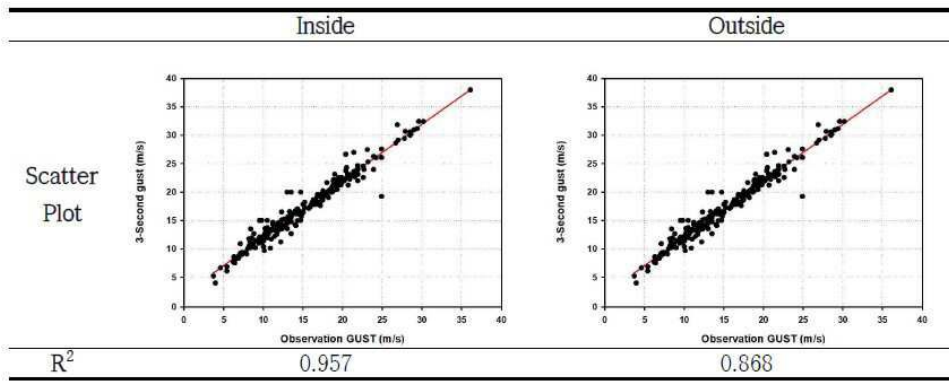 Inside Outside
Scatter Plot
3-Second gust (m/s)
40
35
30
25
20
15
10
5
0
0 5 10 15 20 25 30 35 40
Observation GUST (m/s)
3-Second gust (m/s)
40
35
30
25
20
15
10
5
0
0 5 10 15 20 25 30 35 40
Observation GUST (m/s)
R² 0.957 0.868